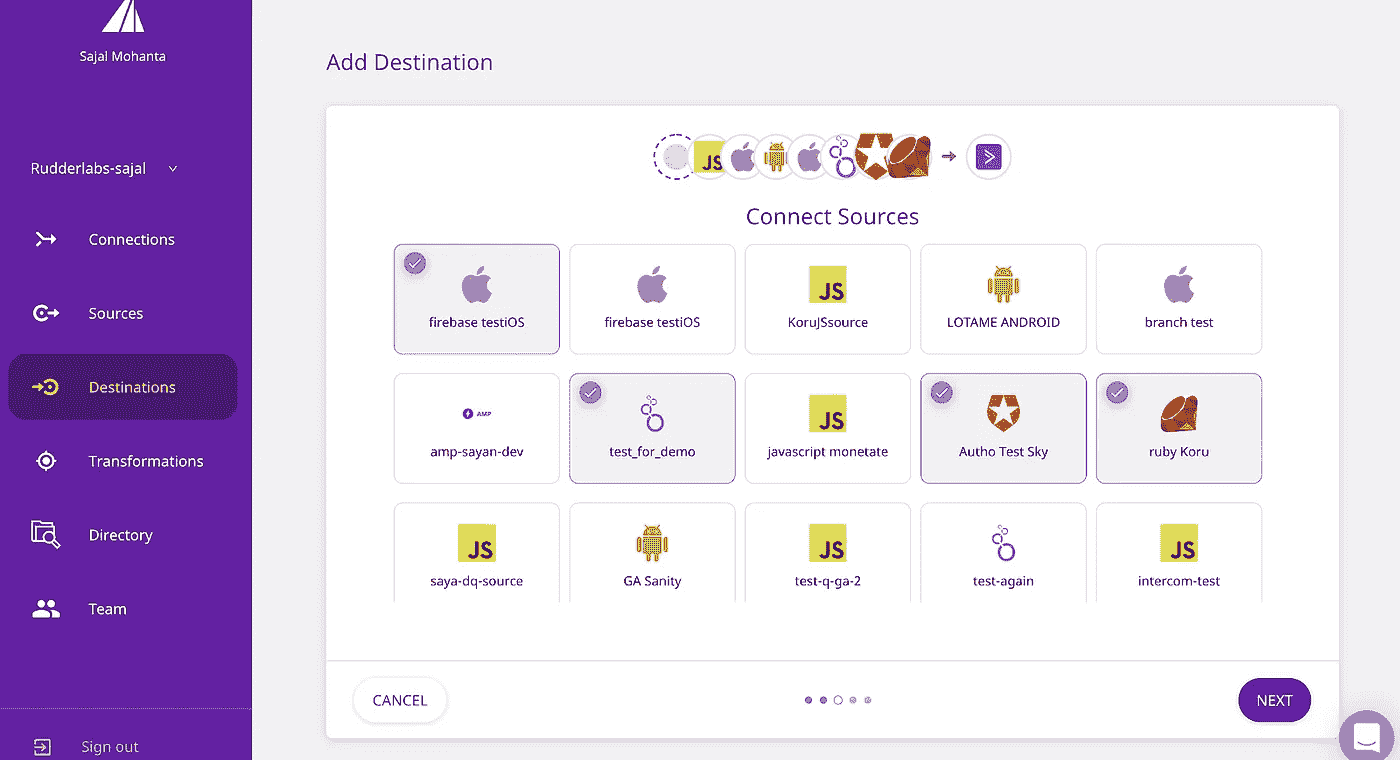 Sajal Mohanta
Rudderlabs-sajal
Connections
Sources
Destinations
Transformations
Directory
Team
Sign out
Add Destination
JS
Connect Sources
firebase testiOS
firebase testiOS
JS
KoruJSsource
LOTAME ANDROID
branch test
AMP
amp-sayan-dev
test_for_demo
JS
javascript monetate
Autho Test Sky
ruby Koru
JS
saya-dq-source
GA Sanity
JS
test-q-ga-2
test-again
JS
intercom-test
CANCEL
NEXT